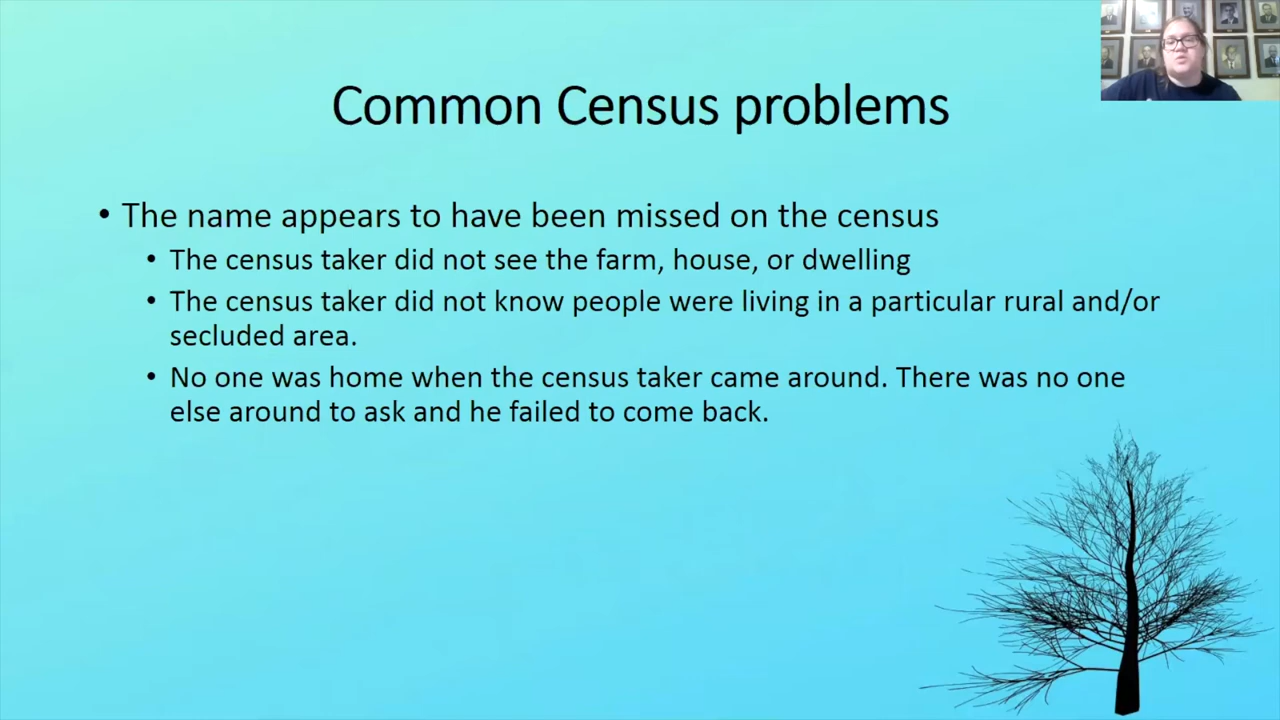 Common Census problems
• The name appears to have been missed on the census
• The census taker did not see the farm, house, or dwelling
• The census taker did not know people were living in a particular rural and/or
secluded area.
• No one was home when the census taker came around. There was no one
else around to ask and he failed to come back.